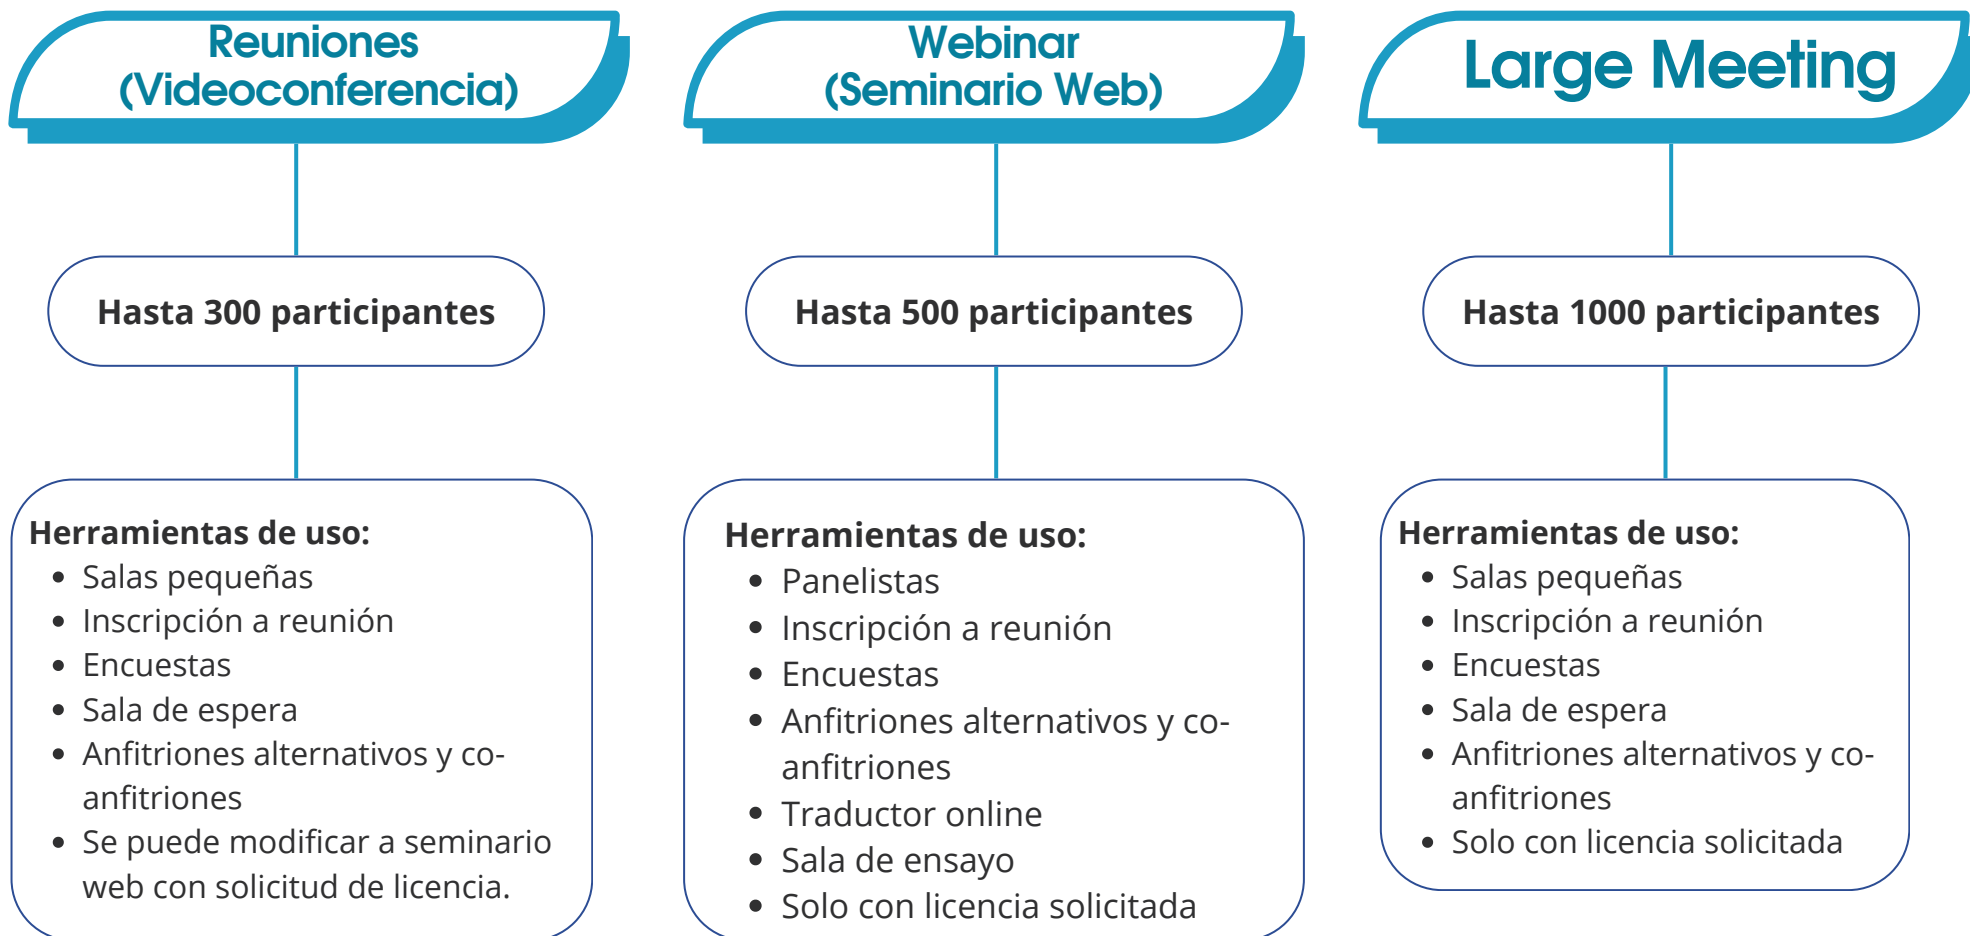 Reuniones
(Videoconferencia)
Hasta 300 participantes
Herramientas de uso:
• Salas pequeñas
• Inscripción a reunión
• Encuestas
• Sala de espera
• Anfitriones alternativos y co-
anfitriones
• Se puede modificar a seminario
web con solicitud de licencia.
Webinar
(Seminario Web)
Hasta 500 participantes
Herramientas de uso:
• Panelistas
• Inscripción a reunión
• Encuestas
• Anfitriones alternativos y co-
anfitriones
• Traductor online
• Sala de ensayo
• Solo con licencia solicitada
Large Meeting
Hasta 1000 participantes
Herramientas de uso:
• Salas pequeñas
• Inscripción a reunión
• Encuestas
• Sala de espera
• Anfitriones alternativos y co-
anfitriones
• Solo con licencia solicitada